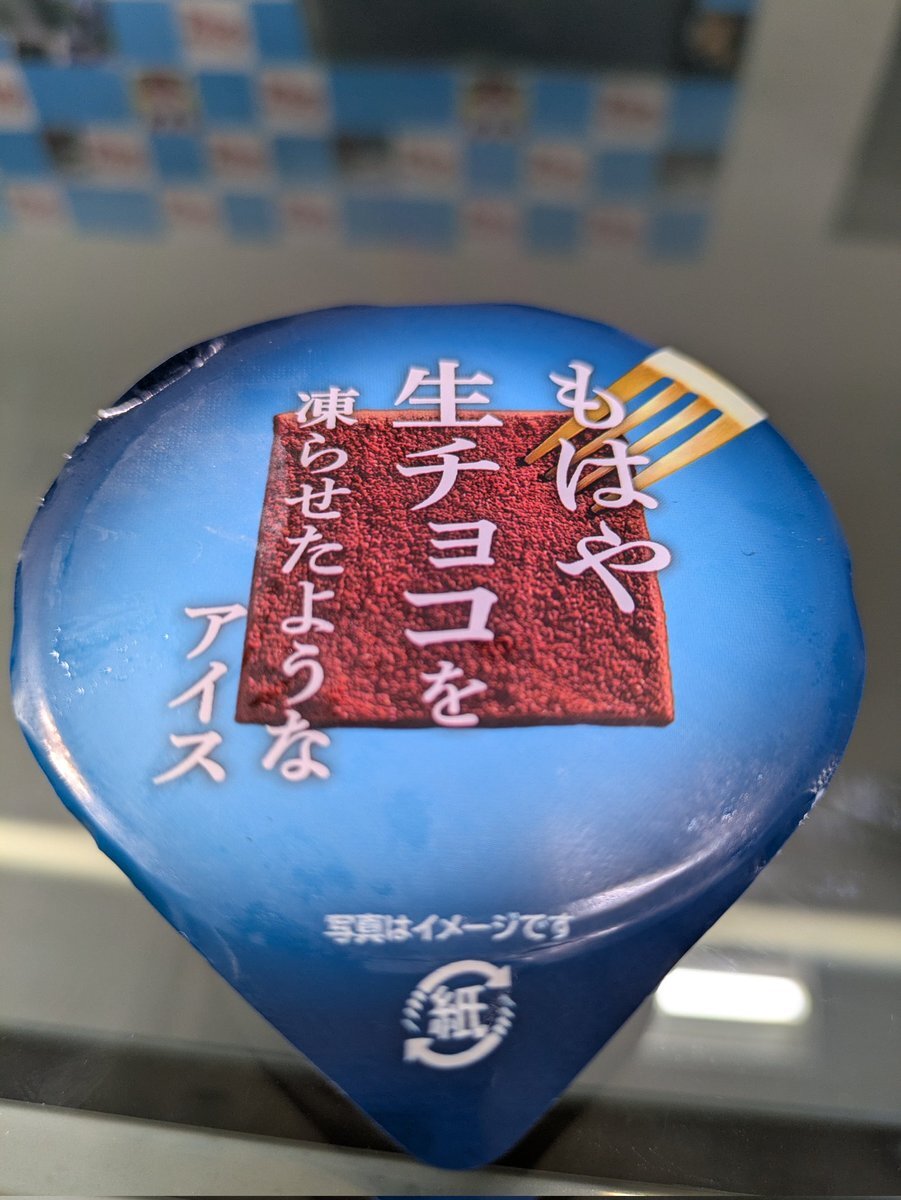 もはや
生チョコを
凍らせたような
アイス
写真はイメージです
紙